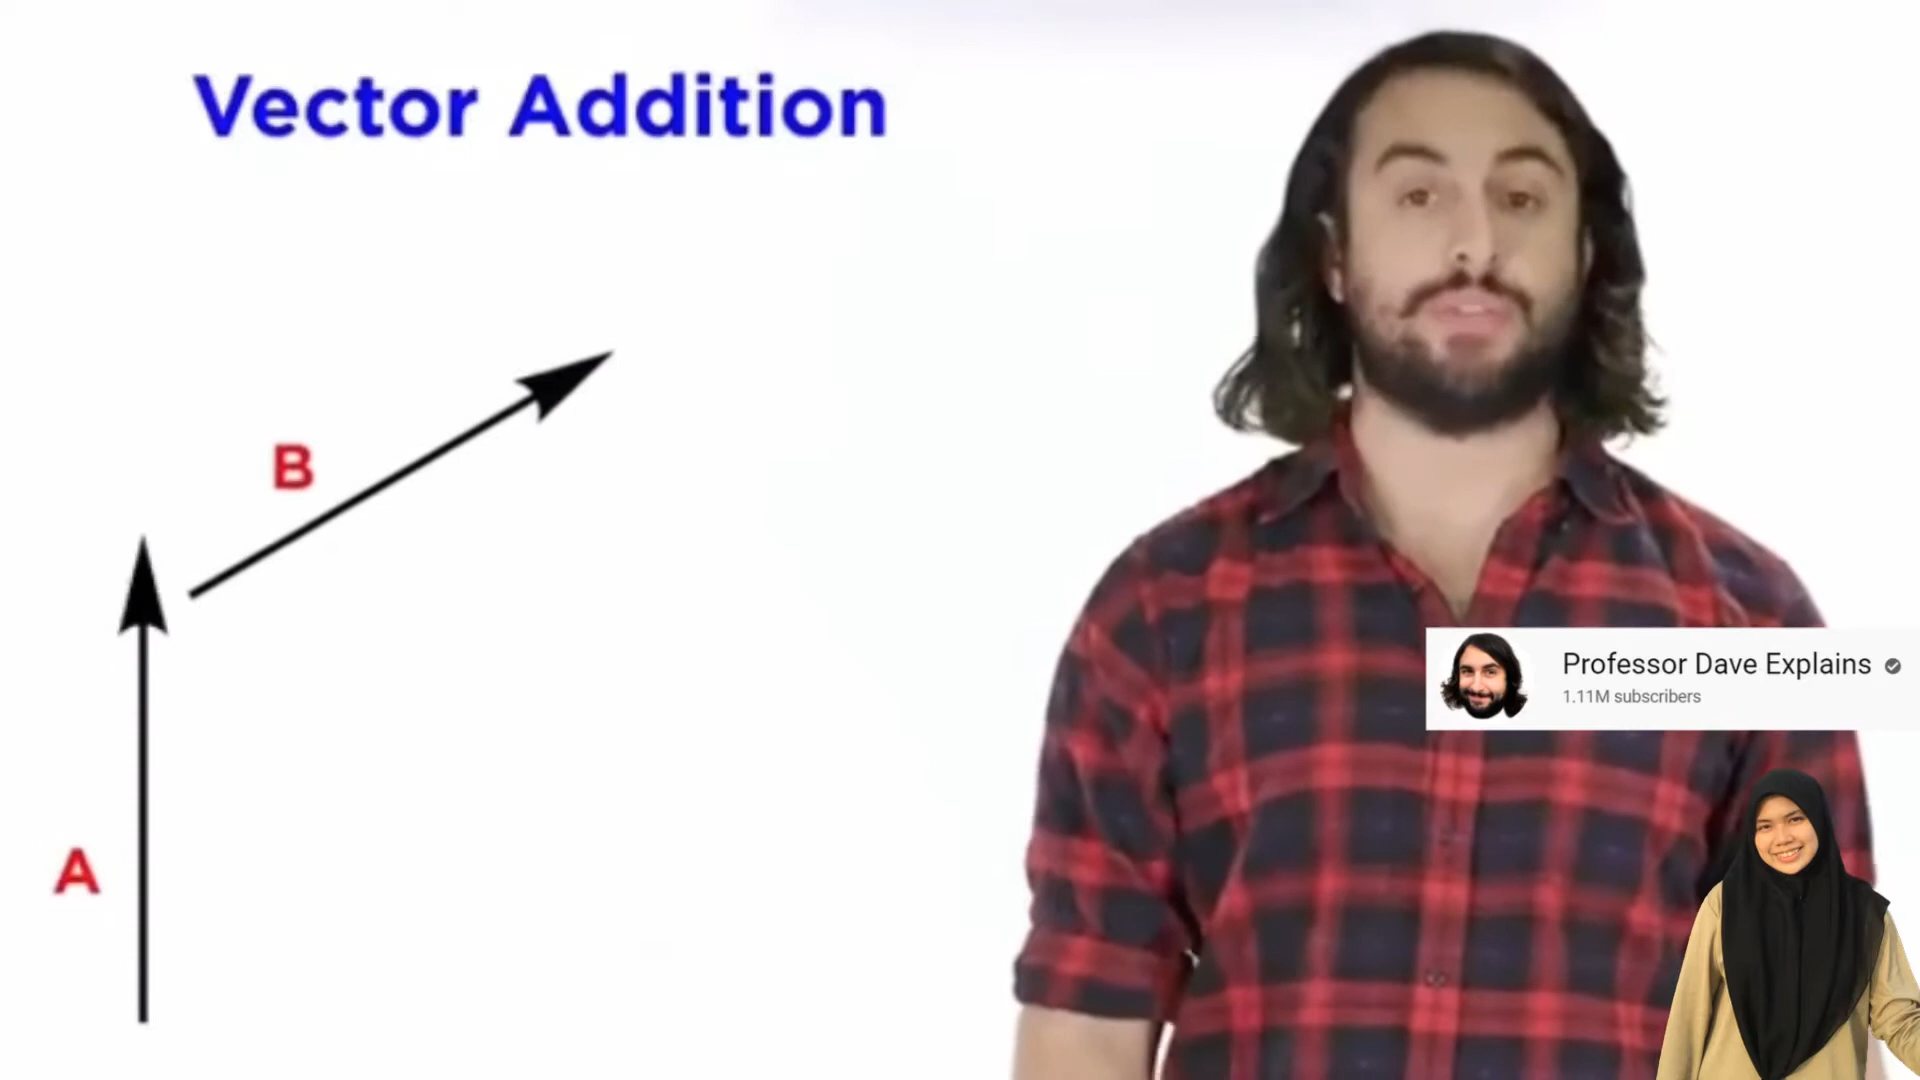 Vector Addition
B
A
Professor Dave Explains
1.11M subscribers